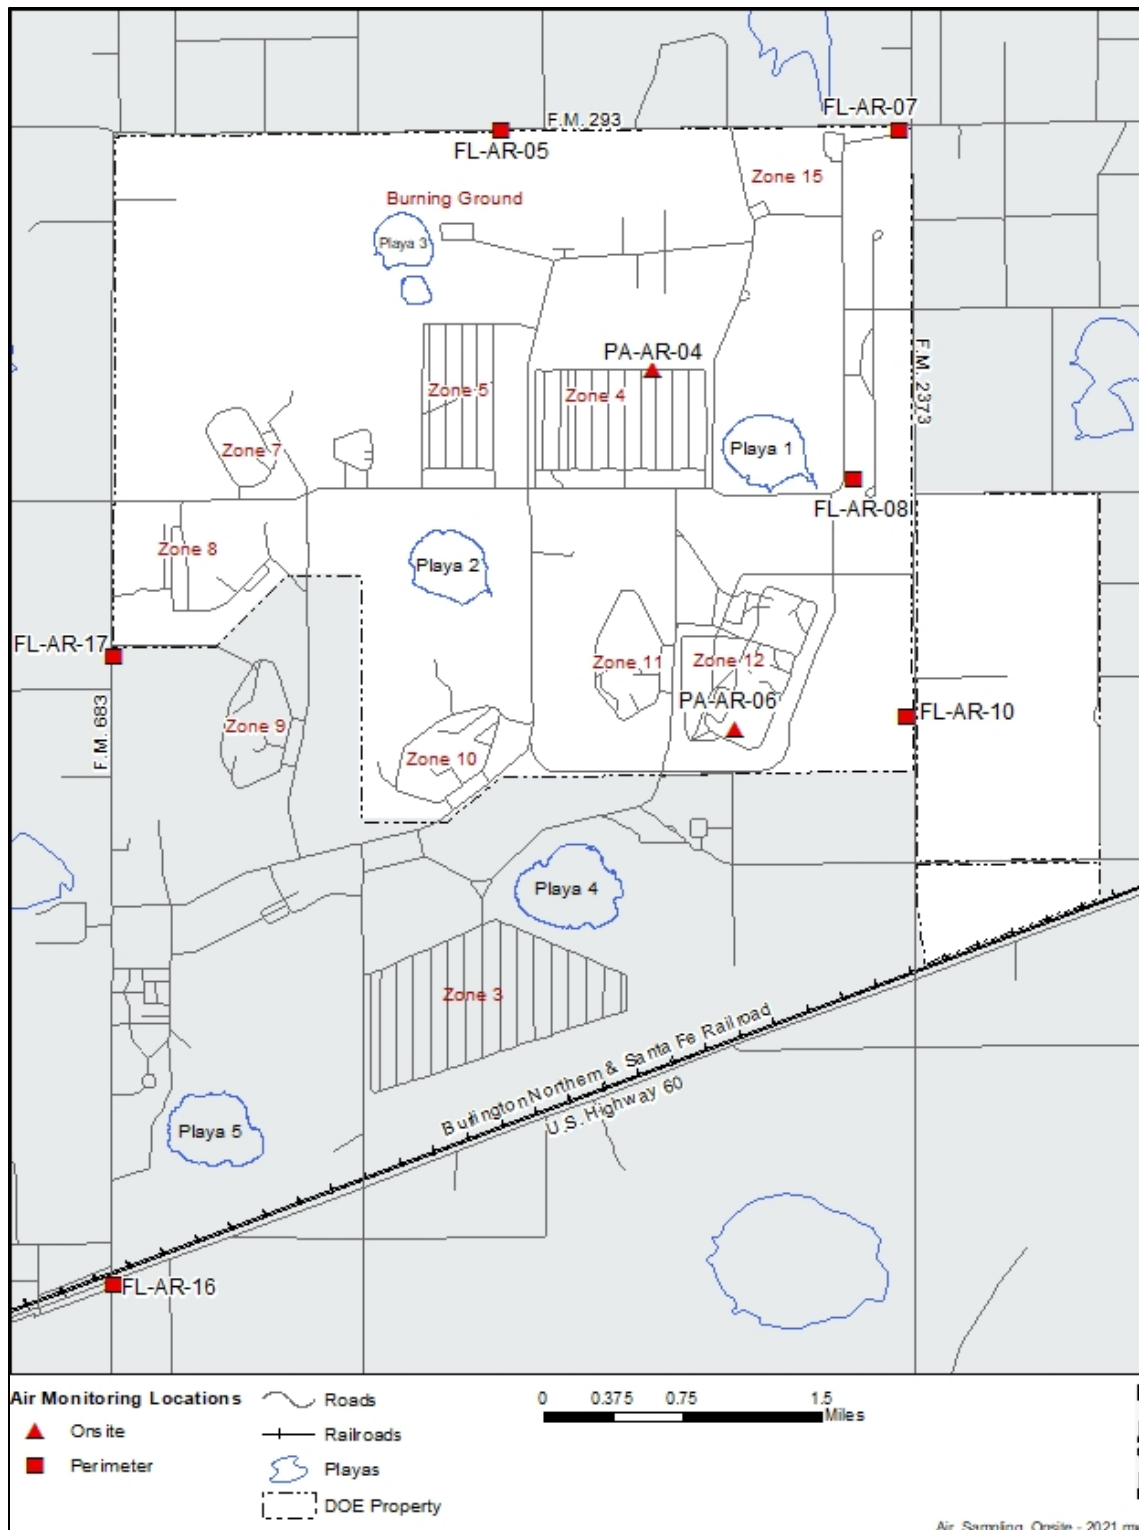 FL-AR-07
F.M. 293
FL-AR-05
Zone 15
Burning Ground
Playa 3
PA-AR-04
F.M. 2373
Zone 5
Zone 4
Zone 7
Playa 1
FL-AR-08
Zone 8
Playa 2
FL-AR-17
Zone 11
Zone 12
PA-AR-06
F.M. 683
Zone 9
FL-AR-10
Zone 10
Playa 4
Zone 3
Burlington Northern & Santa Fe Railroad
U.S. Highway 60
Playa 5
FL-AR-16
Air Monitoring Locations
Onsite
Perimeter
Roads
Railroads
Playas
DOE Property
0 0.375 0.75 1.5
Miles
Air_Sampling_Onsite - 2021